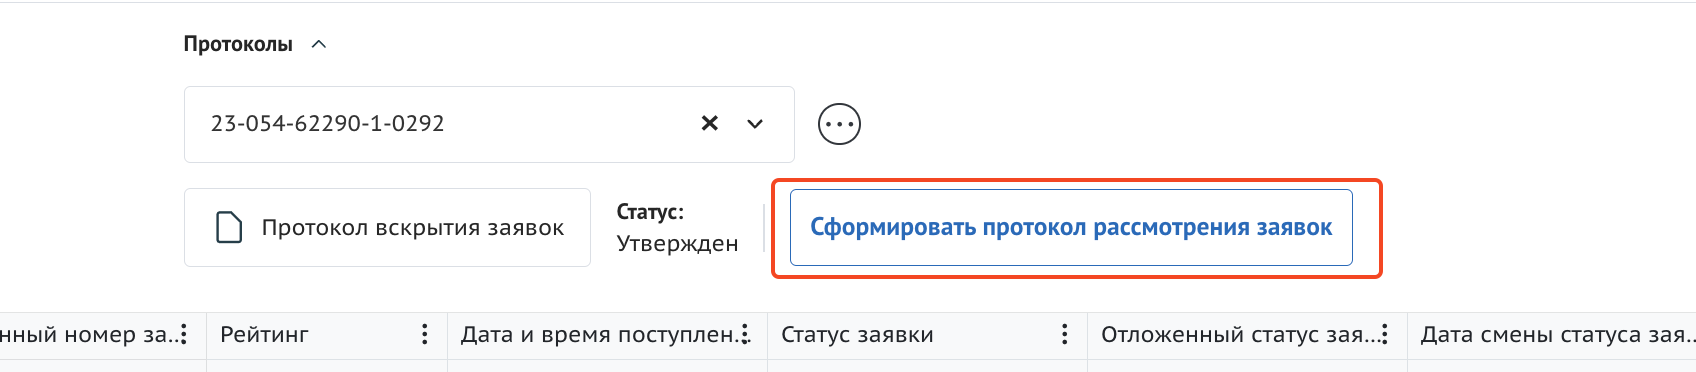 Протоколы
23-054-62290-1-0292
Протокол вскрытия заявок
Статус:
Утвержден
Сформировать протокол рассмотрения заявок
нный номер за...
Рейтинг
Дата и время поступлен...
Статус заявки
Отложенный статус зая...
Дата смены статуса зая...